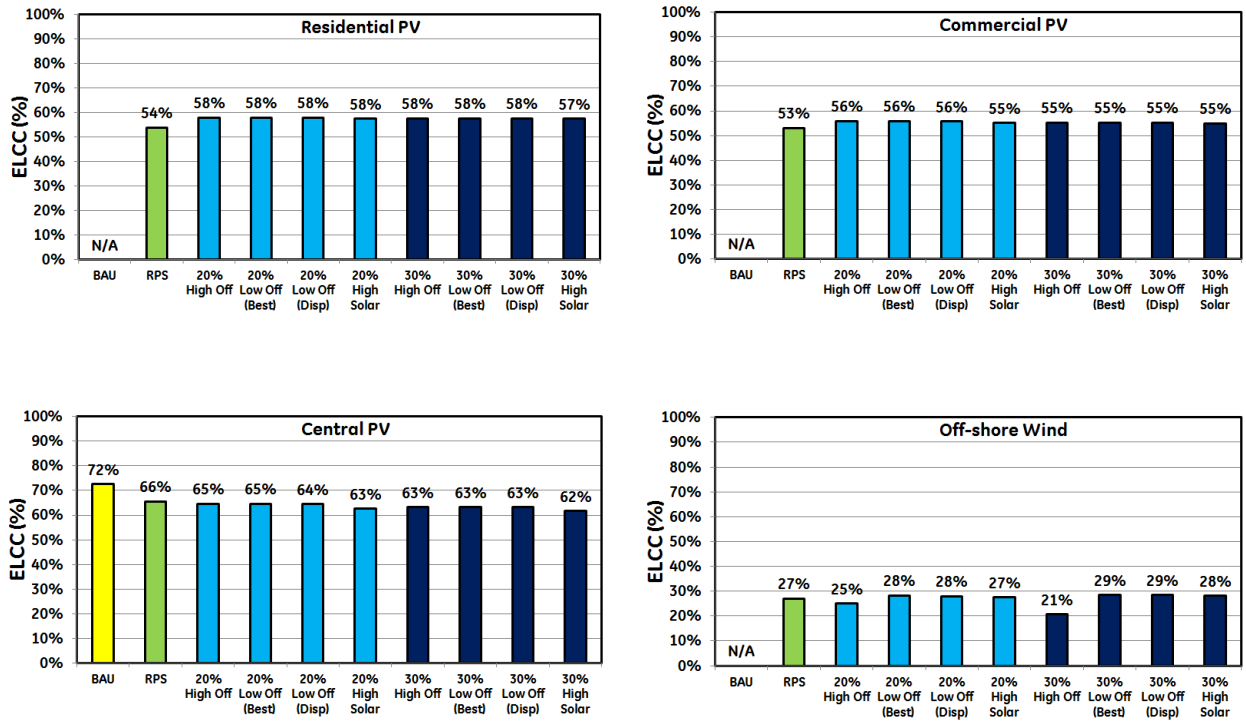 Residential PV
ELCC (%)
100%
90%
80%
70%
60%
50%
40%
30%
20%
10%
0%
N/A
54%
58%
58%
58%
58%
58%
58%
58%
57%
BAU
RPS
20% High Off
20% Low Off (Best)
20% Low Off (Disp)
20% High Solar
30% High Off
30% Low Off (Best)
30% Low Off (Disp)
30% High Solar
Commercial PV
ELCC (%)
100%
90%
80%
70%
60%
50%
40%
30%
20%
10%
0%
N/A
53%
56%
56%
56%
55%
55%
55%
55%
55%
BAU
RPS
20% High Off
20% Low Off (Best)
20% Low Off (Disp)
20% High Solar
30% High Off
30% Low Off (Best)
30% Low Off (Disp)
30% High Solar
Central PV
ELCC (%)
100%
90%
80%
70%
60%
50%
40%
30%
20%
10%
0%
72%
66%
65%
65%
64%
63%
63%
63%
63%
62%
BAU
RPS
20% High Off
20% Low Off (Best)
20% Low Off (Disp)
20% High Solar
30% High Off
30% Low Off (Best)
30% Low Off (Disp)
30% High Solar
Off-shore Wind
ELCC (%)
100%
90%
80%
70%
60%
50%
40%
30%
20%
10%
0%
N/A
27%
25%
28%
28%
27%
21%
29%
29%
28%
BAU
RPS
20% High Off
20% Low Off (Best)
20% Low Off (Disp)
20% High Solar
30% High Off
30% Low Off (Best)
30% Low Off (Disp)
30% High Solar